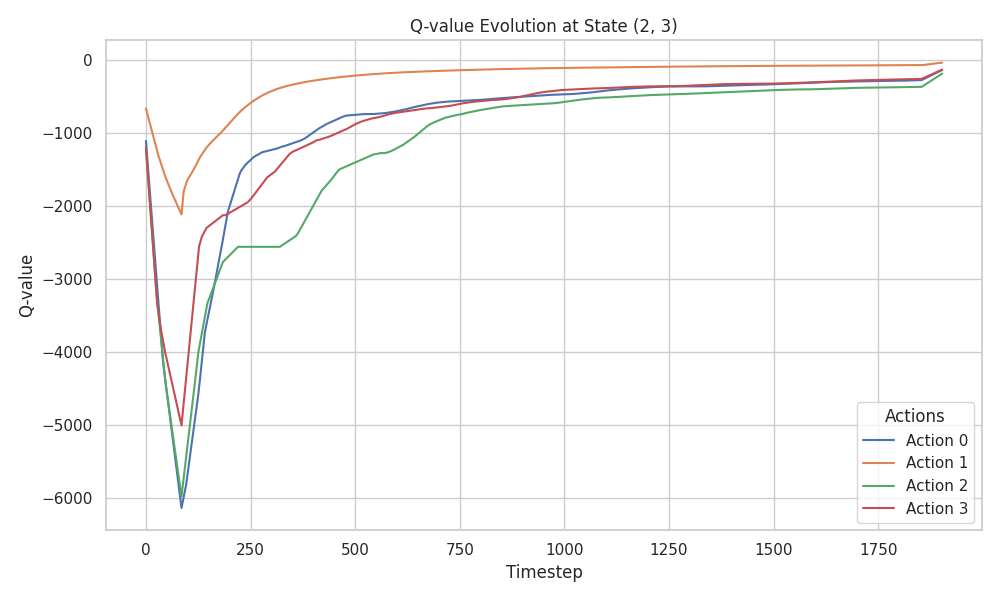 Q-value Evolution at State (2, 3)
Q-value
0
−1000
−2000
−3000
−4000
−5000
−6000
0
250
500
750
1000
1250
1500
1750
Timestep
Actions
Action 0
Action 1
Action 2
Action 3